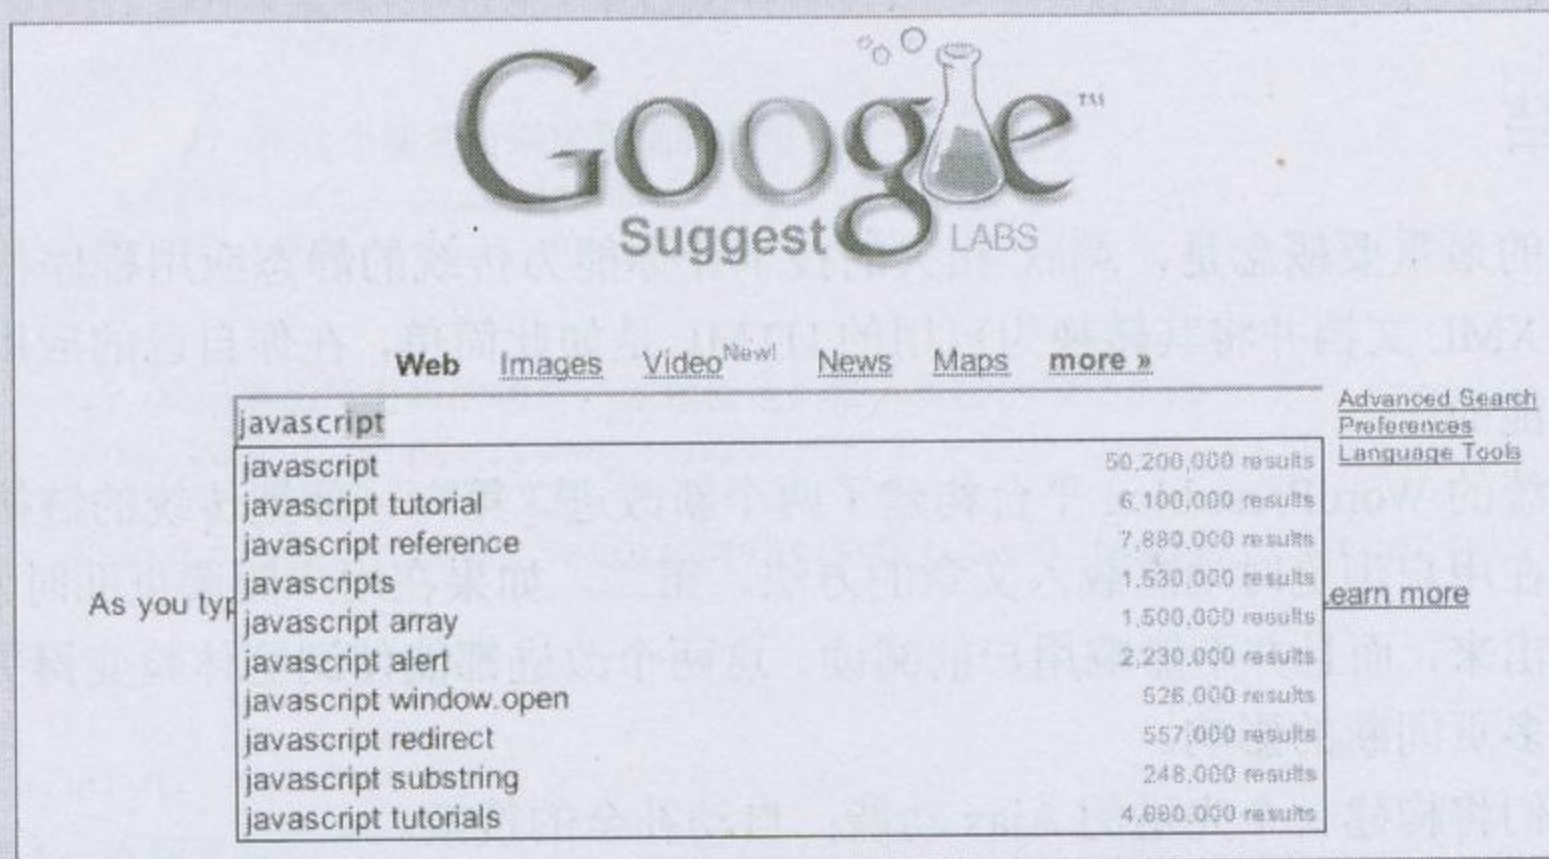 Google™
Suggest LABS
Web Images Video New! News Maps more »
javascript
Advanced Search
Preferences
Language Tools
javascript 50,200,000 results
javascript tutorial 6,100,000 results
javascript reference 7,880,000 results
javascripts 1,530,000 results
javascript array 1,500,000 results
javascript alert 2,230,000 results
javascript window.open 526,000 results
javascript redirect 557,000 results
javascript substring 248,000 results
javascript tutorials 4,680,000 results
As you typ earn more